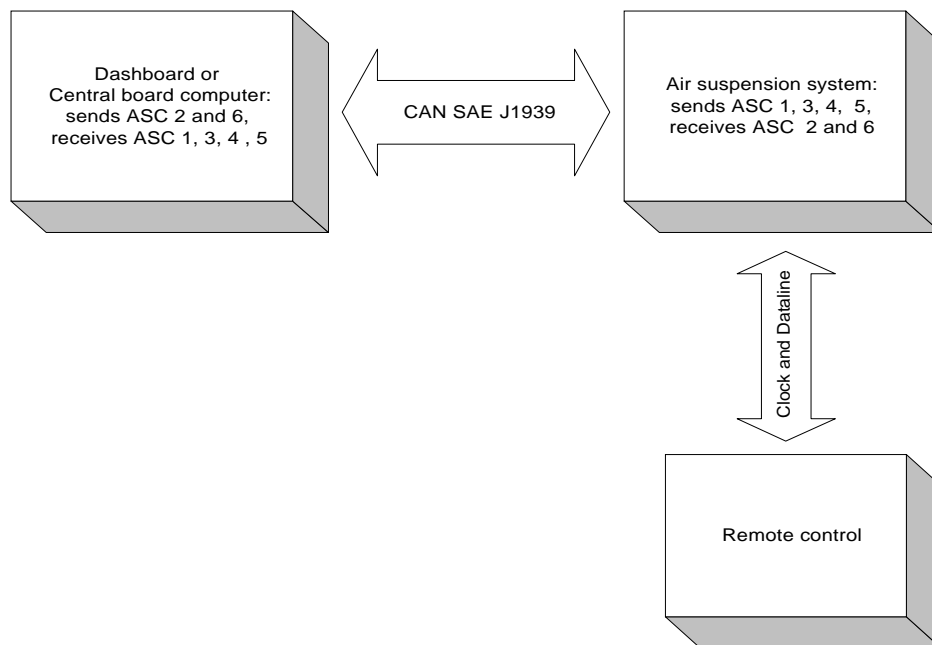 Dashboard or
Central board computer:
sends ASC 2 and 6,
receives ASC 1, 3, 4 , 5
CAN SAE J1939
Air suspension system:
sends ASC 1, 3, 4, 5,
receives ASC 2 and 6
Clock and Dataline
Remote control